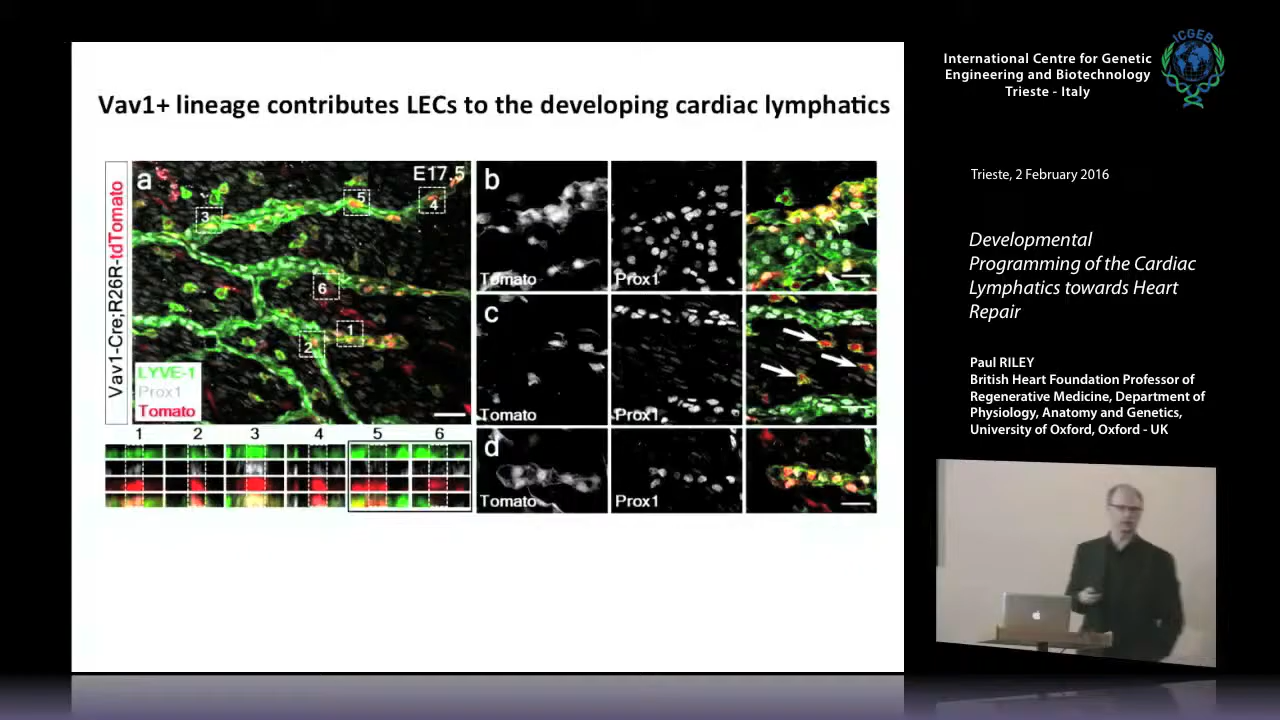 Vav1+ lineage contributes LECs to the developing cardiac lymphatics
Vav1-Cre;R26R-tdTomato
a
E17.5
3
5
4
6
1
2
LYVE-1
Prox1
Tomato
1 2 3 4 5 6
b
Tomato
Prox1
c
Tomato
Prox1
d
Tomato
Prox1
ICGEB
International Centre for Genetic
Engineering and Biotechnology
Trieste - Italy
Trieste, 2 February 2016
Developmental
Programming of the Cardiac
Lymphatics towards Heart
Repair
Paul RILEY
British Heart Foundation Professor of
Regenerative Medicine, Department of
Physiology, Anatomy and Genetics,
University of Oxford, Oxford - UK